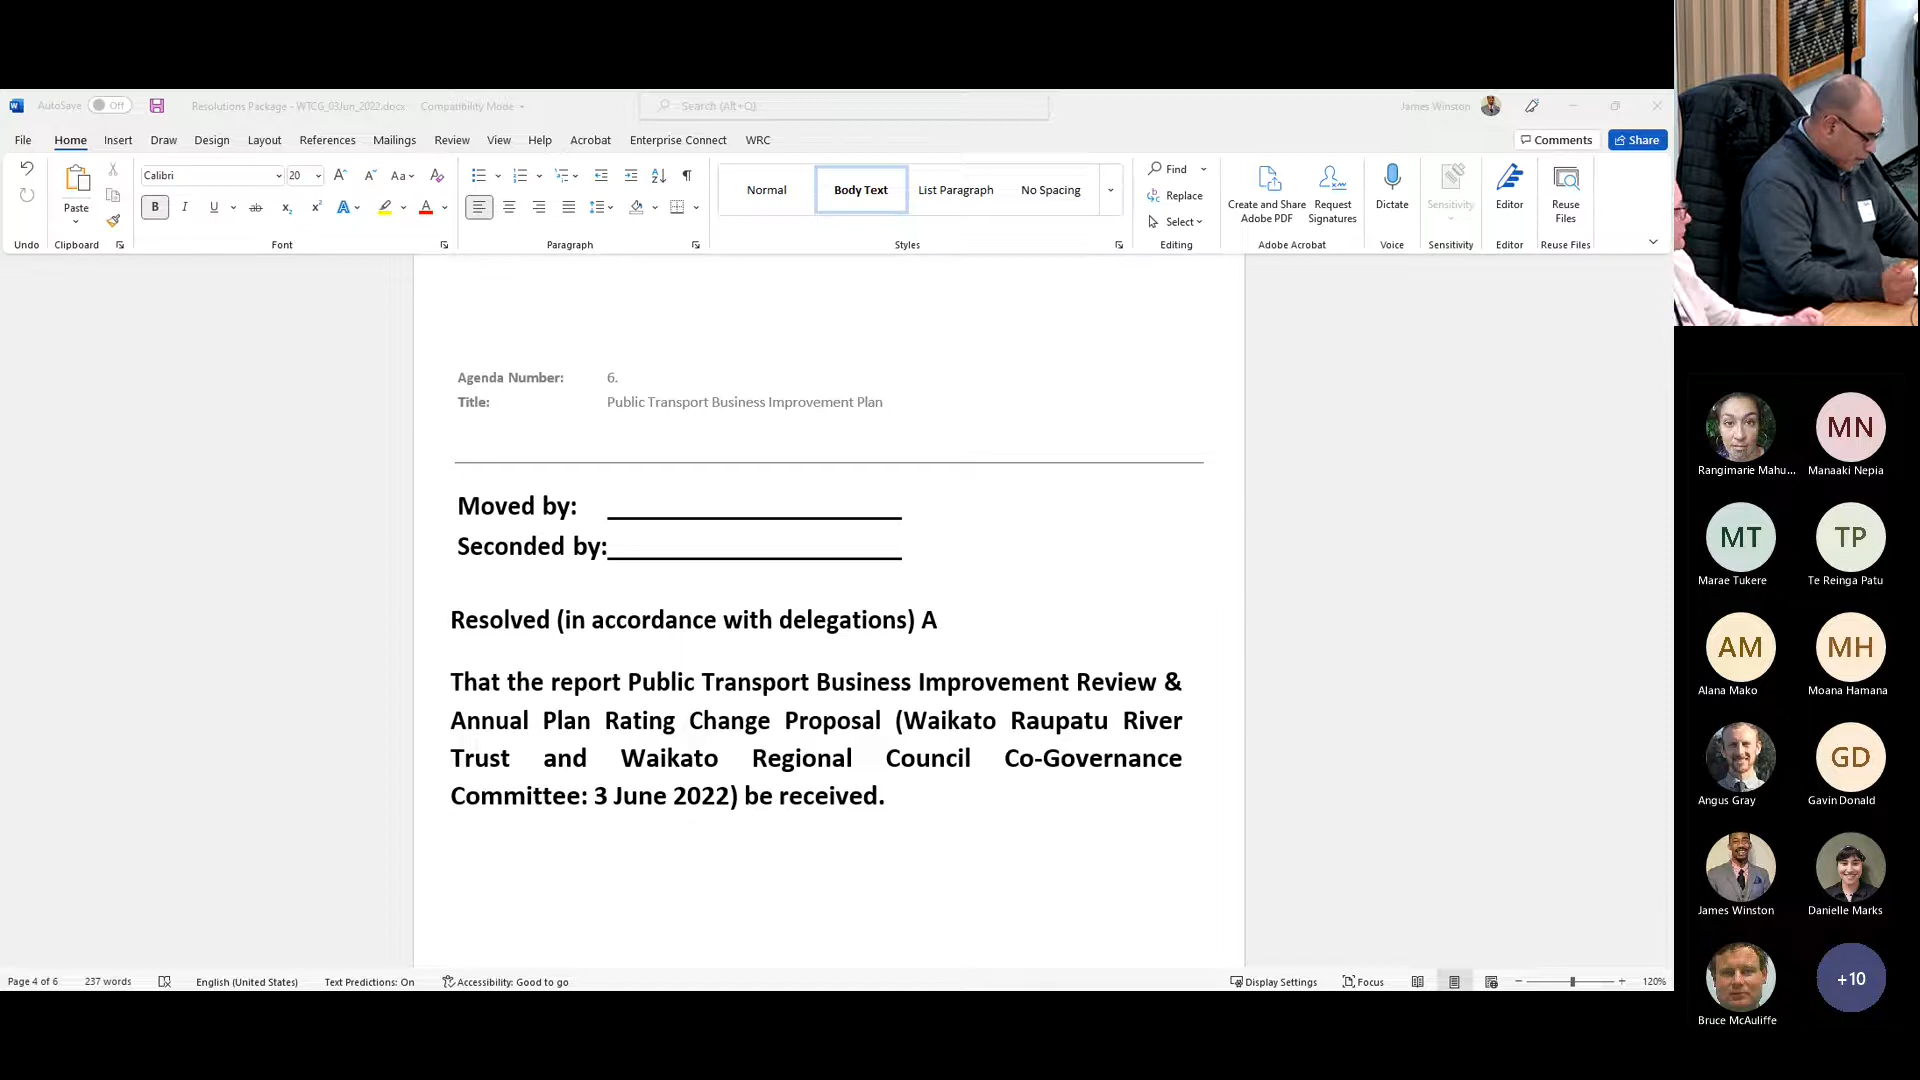 AutoSave Off Resolutions Package - WTCG_03Jun_2022.docx Compatibility Mode Search (Alt+Q) James Winston
File Home Insert Draw Design Layout References Mailings Review View Help Acrobat Enterprise Connect WRC Comments Share
Calibri 20 Aa Normal Body Text List Paragraph No Spacing Find
Replace
Select
Paste Create and Share Adobe PDF Request Signatures Dictate Sensitivity Editor Reuse Files
Undo Clipboard Font Paragraph Styles Editing Adobe Acrobat Voice Sensitivity Editor Reuse Files
Agenda Number: 6.
Title: Public Transport Business Improvement Plan
Moved by:
Seconded by:
Resolved (in accordance with delegations) A
That the report Public Transport Business Improvement Review &
Annual Plan Rating Change Proposal (Waikato Raupatu River
Trust and Waikato Regional Council Co-Governance
Committee: 3 June 2022) be received.
Page 4 of 6 237 words English (United States) Text Predictions: On Accessibility: Good to go Display Settings Focus 120%
Rangimarie Mahu... MN Manaaki Nepia
MT Marae Tukere TP Te Reinga Patu
AM Alana Mako MH Moana Hamana
Angus Gray GD Gavin Donald
James Winston Danielle Marks
Bruce McAuliffe +10